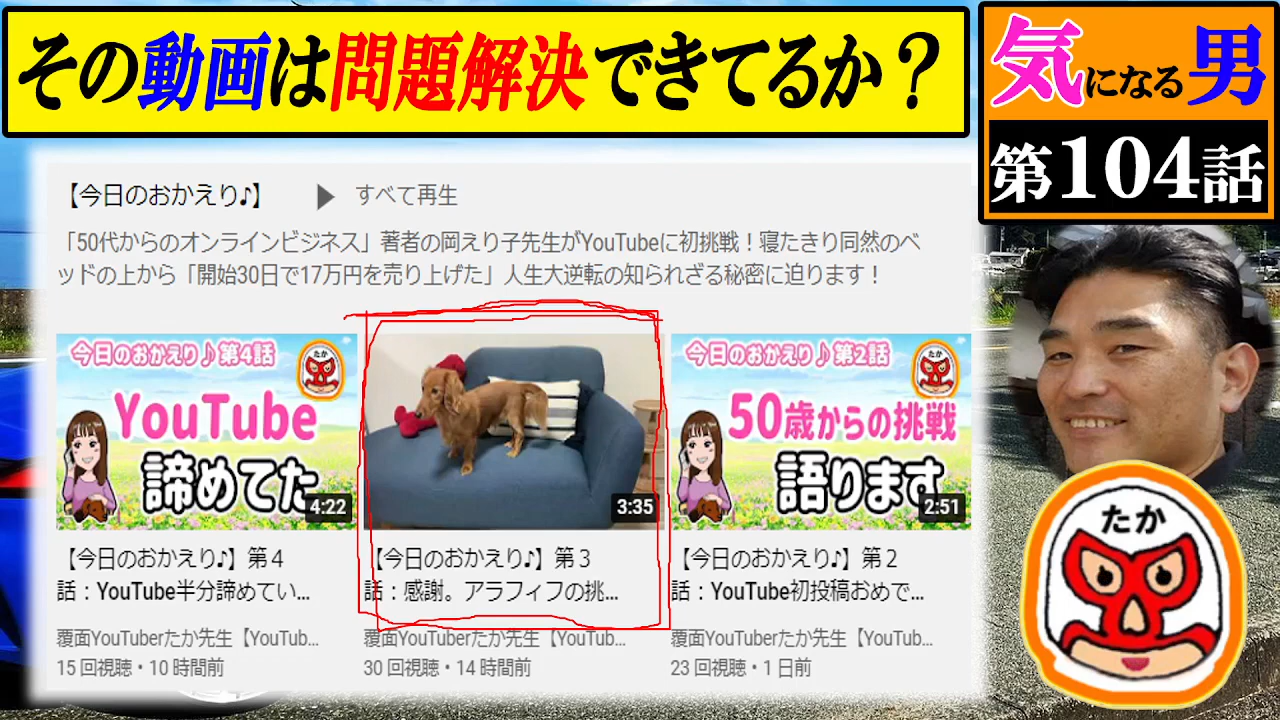 その動画は問題解決できてるか？
気になる男
第104話
【今日のおかえり♪】 ▶ すべて再生
「50代からのオンラインビジネス」著者の岡えり子先生がYouTubeに初挑戦！寝たきり同然のベ
ッドの上から「開始30日で17万円を売り上げた」人生大逆転の知られざる秘密に迫ります！
今日のおかえり♪第4話
たか
YouTube
諦めてた
4:22
3:35
今日のおかえり♪第2話
たか
50歳からの挑戦
語ります
2:51
【今日のおかえり♪】第４
話：YouTube半分諦めてい...
覆面YouTuberたか先生【YouTub...
15 回視聴・10 時間前
【今日のおかえり♪】第３
話：感謝。アラフィフの挑...
覆面YouTuberたか先生【YouTub...
30 回視聴・14 時間前
【今日のおかえり♪】第２
話：YouTube初投稿おめで...
覆面YouTuberたか先生【YouTub...
23 回視聴・1 日前
たか